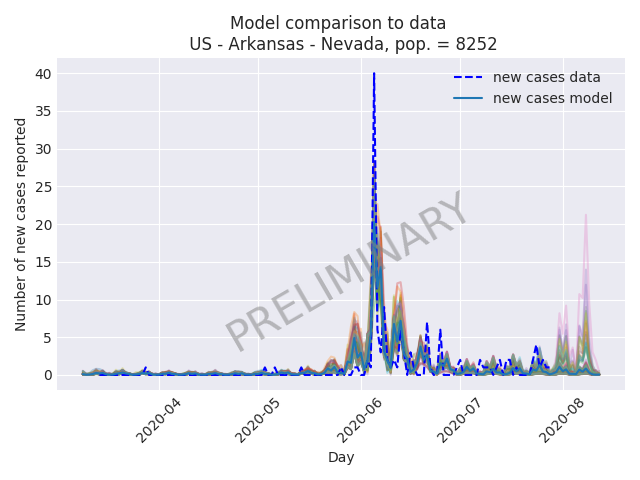 Model comparison to data
US - Arkansas - Nevada, pop. = 8252
Number of new cases reported
40
35
30
25
20
15
10
5
0
new cases data
new cases model
PRELIMINARY
2020-04
2020-05
2020-06
2020-07
2020-08
Day